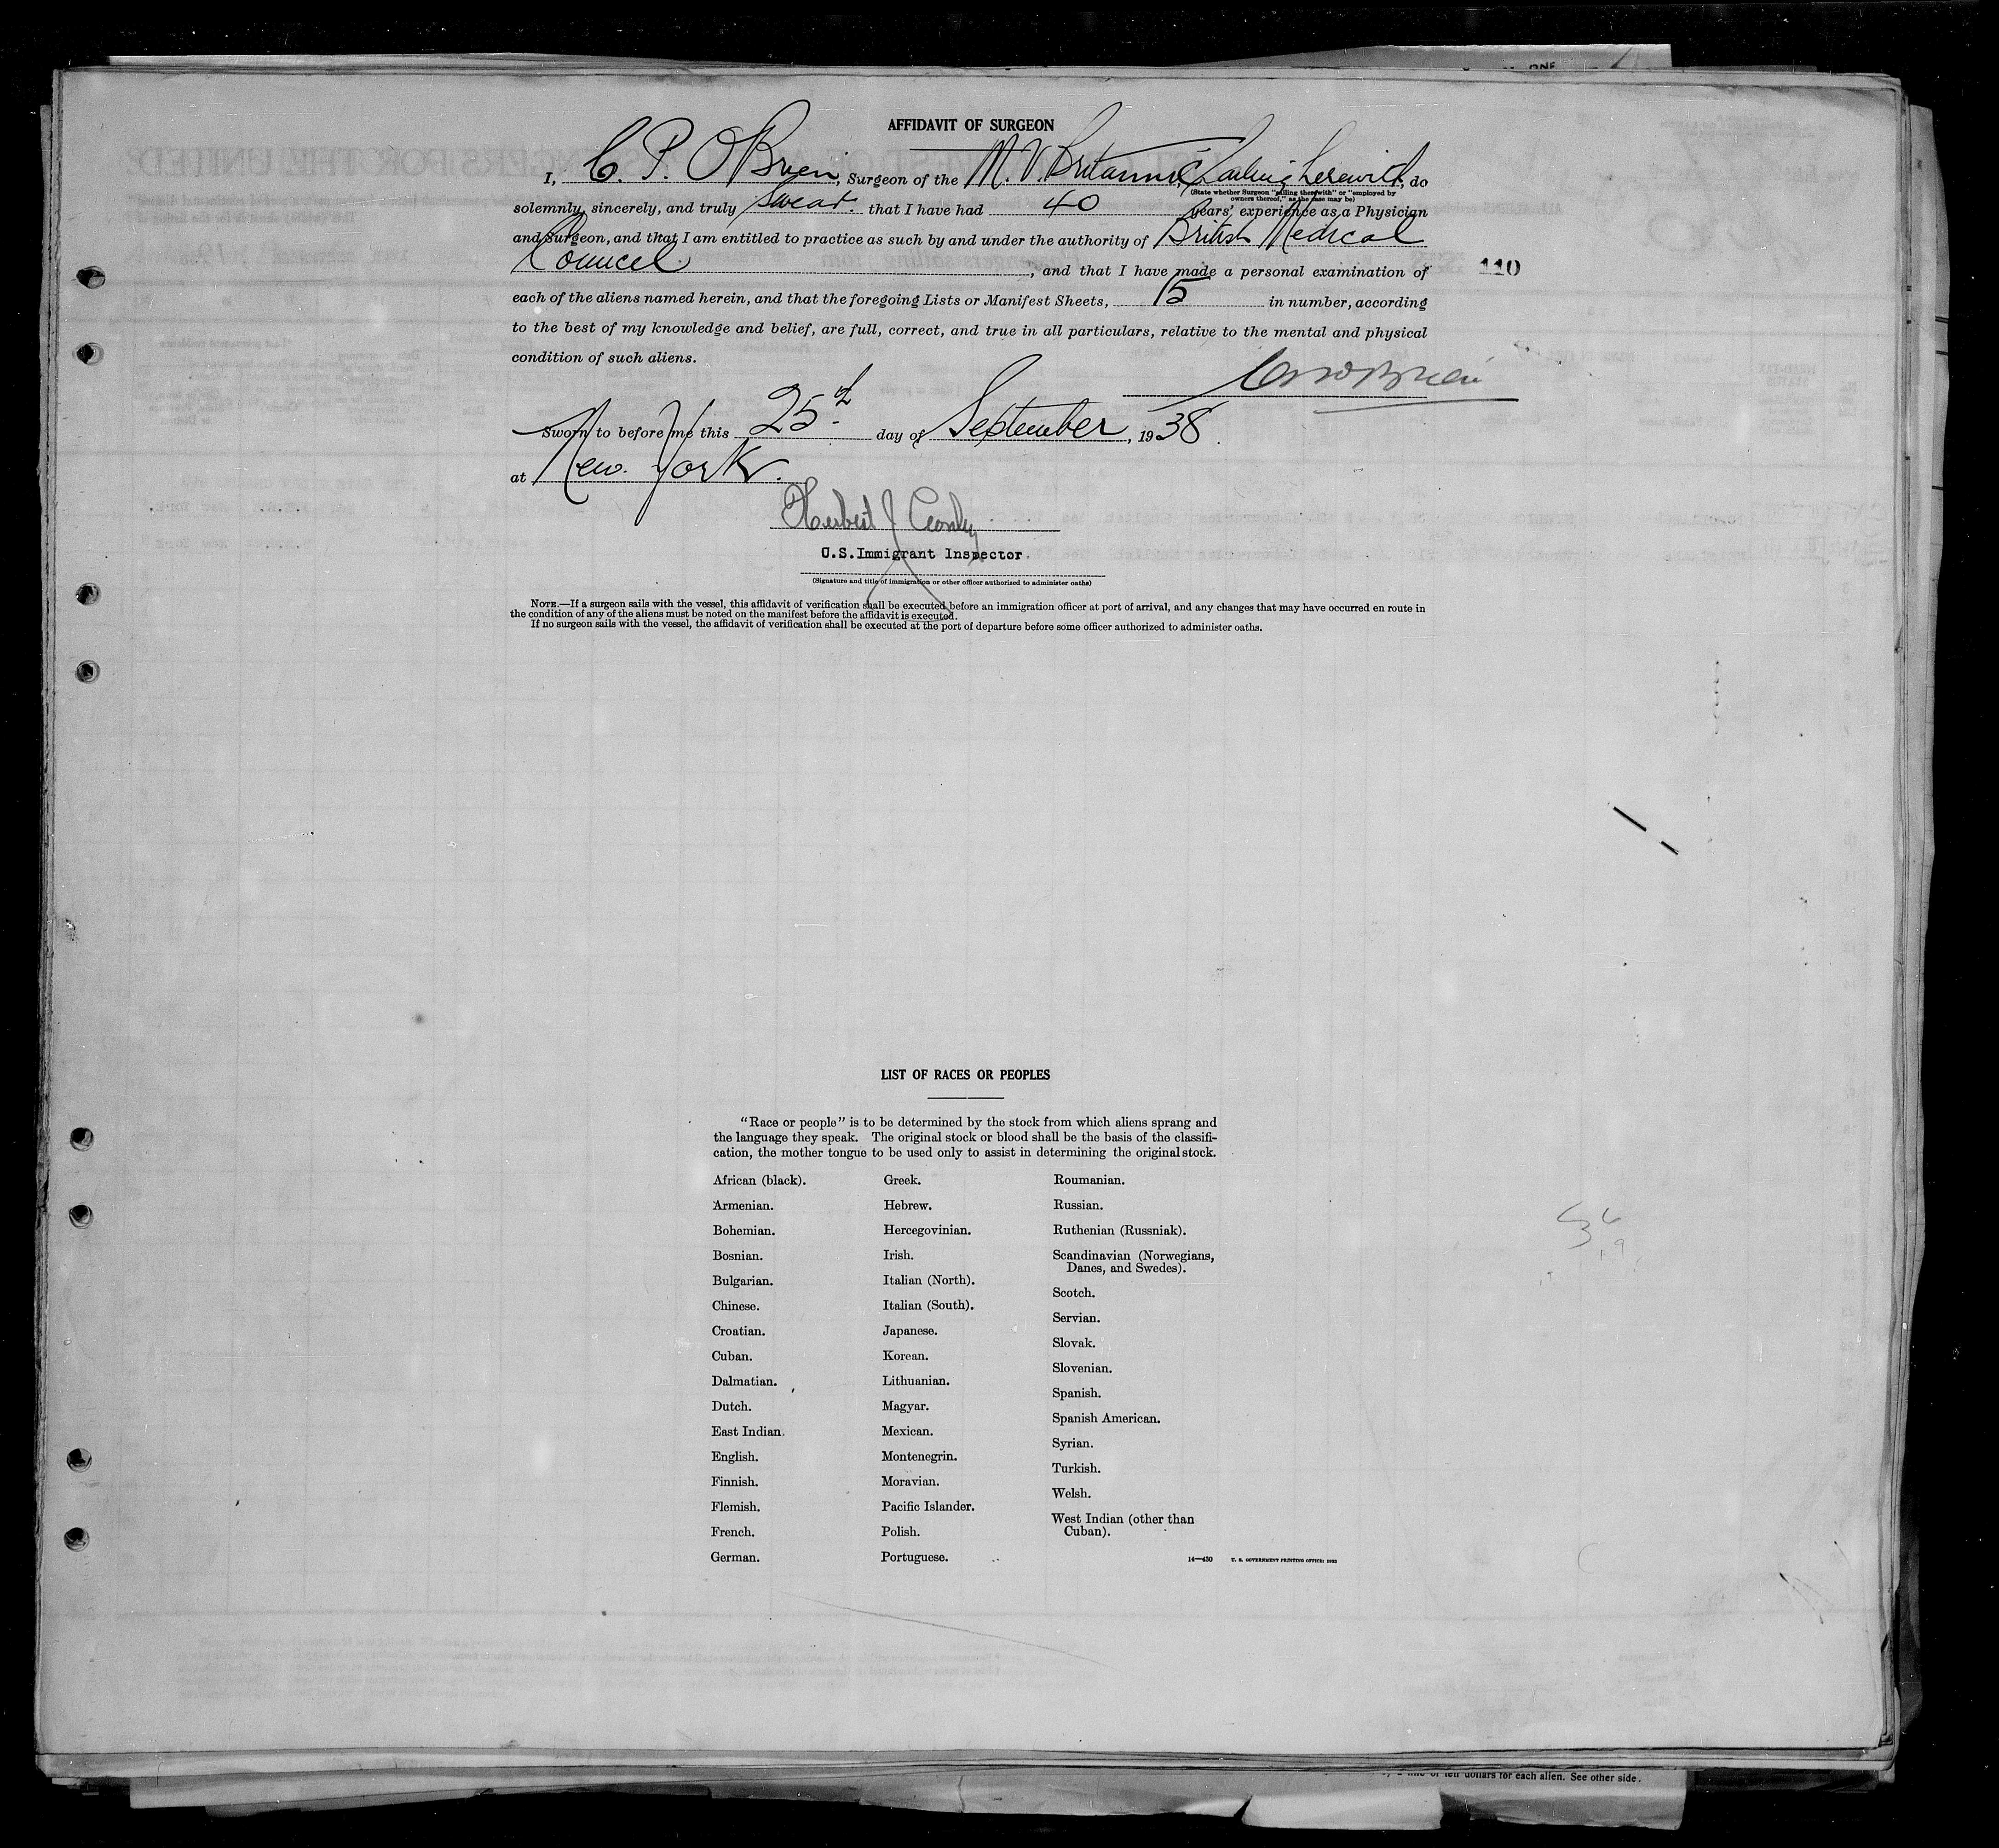 AFFIDAVIT OF SURGEON
I, C. P. O'Brien, Surgeon of the M.V. Britannic, Sailing herewith, do
(State whether Surgeon "sailing therewith" or "employed by
owners thereof," as the case may be)
solemnly, sincerely, and truly swear. that I have had 40 years' experience as a Physician
and Surgeon, and that I am entitled to practice as such by and under the authority of British Medical
Councel, and that I have made a personal examination of
110
each of the aliens named herein, and that the foregoing Lists or Manifest Sheets, 15 in number, according
to the best of my knowledge and belief, are full, correct, and true in all particulars, relative to the mental and physical
condition of such aliens.
O'Brien
Sworn to before me this 25th day of September, 1938.
at New York.
Herbert J
U.S. Immigrant Inspector.
(Signature and title of immigration or other officer authorized to administer oaths)
NOTE.—If a surgeon sails with the vessel, this affidavit of verification shall be executed before an immigration officer at port of arrival, and any changes that may have occurred en route in
the condition of any of the aliens must be noted on the manifest before the affidavit is executed.
If no surgeon sails with the vessel, the affidavit of verification shall be executed at the port of departure before some officer authorized to administer oaths.
LIST OF RACES OR PEOPLES
"Race or people" is to be determined by the stock from which aliens sprang and
the language they speak. The original stock or blood shall be the basis of the classifi-
cation, the mother tongue to be used only to assist in determining the original stock.
African (black).
Armenian.
Bohemian.
Bosnian.
Bulgarian.
Chinese.
Croatian.
Cuban.
Dalmatian.
Dutch.
East Indian.
English.
Finnish.
Flemish.
French.
German.
Greek.
Hebrew.
Hercegovinian.
Irish.
Italian (North).
Italian (South).
Japanese.
Korean.
Lithuanian.
Magyar.
Mexican.
Montenegrin.
Moravian.
Pacific Islander.
Polish.
Portuguese.
Roumanian.
Russian.
Ruthenian (Russniak).
Scandinavian (Norwegians,
Danes, and Swedes).
Scotch.
Servian.
Slovak.
Slovenian.
Spanish.
Spanish American.
Syrian.
Turkish.
Welsh.
West Indian (other than
Cuban).
14—430 U. S. GOVERNMENT PRINTING OFFICE:
ten dollars for each alien. See other side.